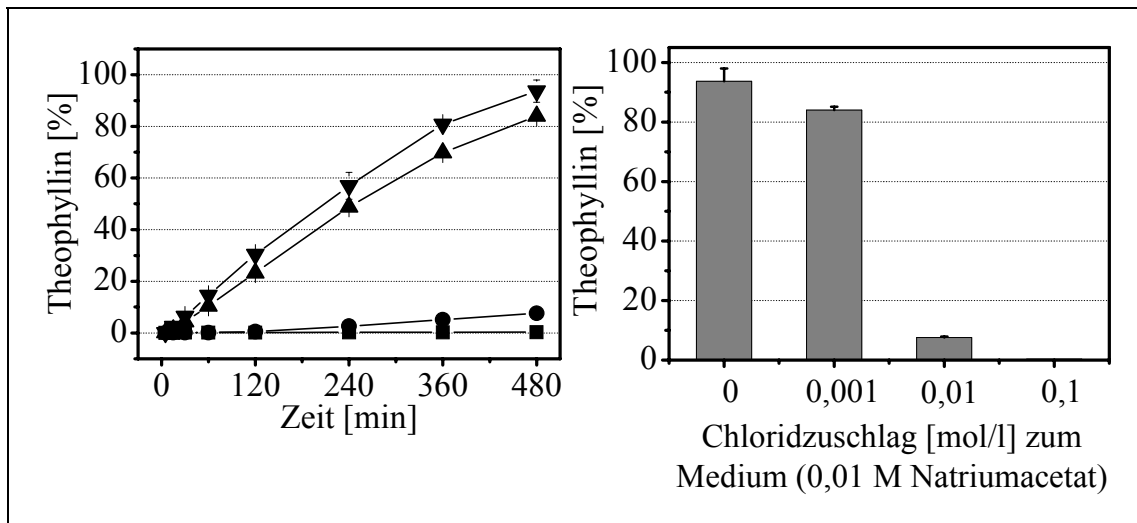 Theophyllin [%]
100
80
60
40
20
0
0 120 240 360 480
Zeit [min]
Theophyllin [%]
100
80
60
40
20
0
0 0,001 0,01 0,1
Chloridzuschlag [mol/l] zum
Medium (0,01 M Natriumacetat)